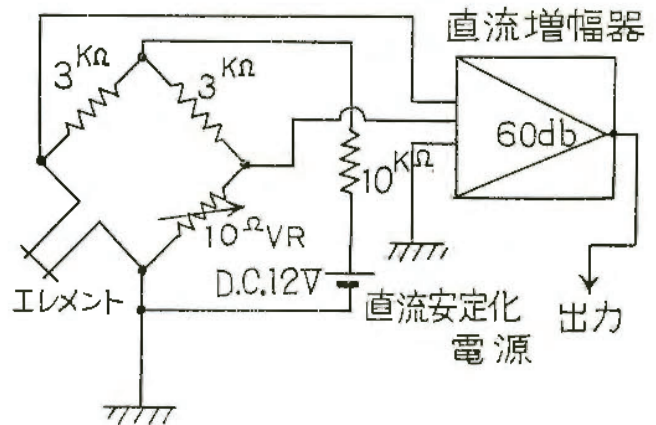 直流増幅器
3KΩ
3KΩ
60db
10KΩ
10ΩVR
D.C.12V
エレメント
直流安定化
電源
出力